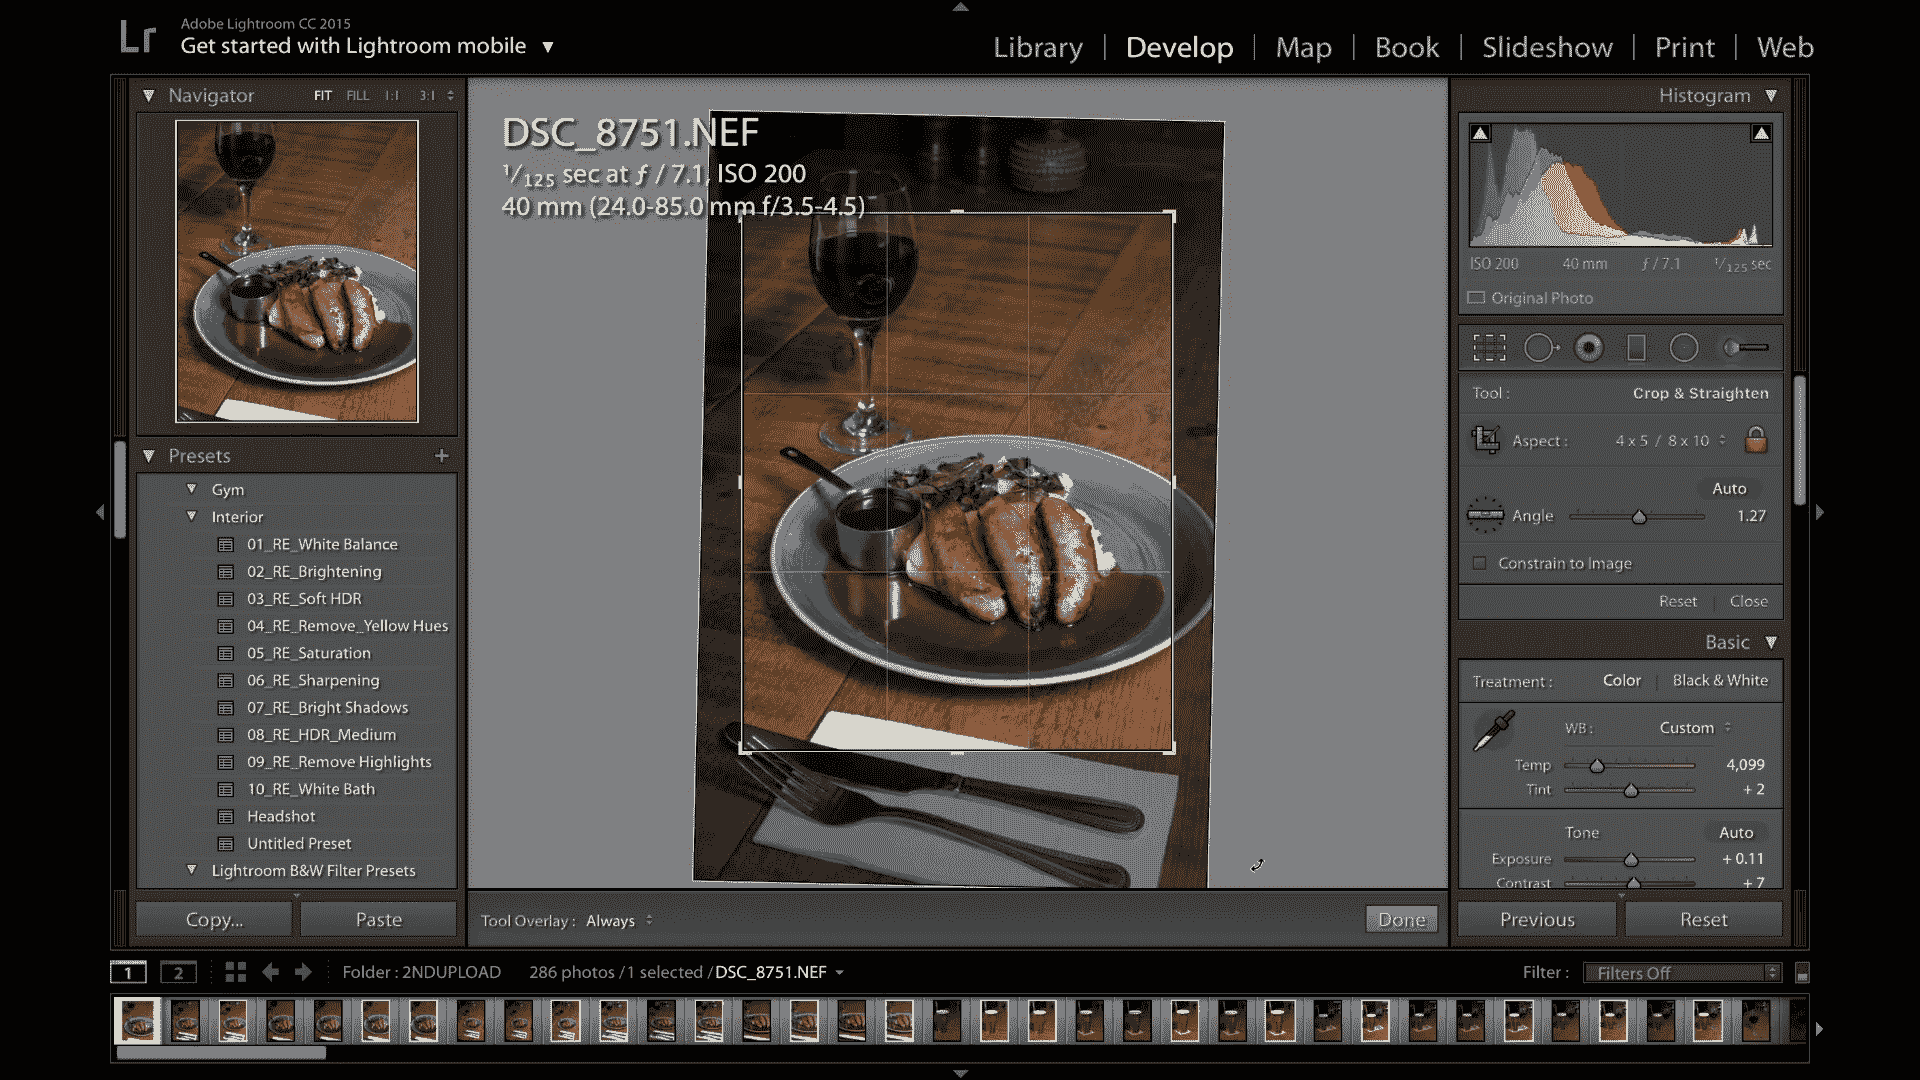 Lr
Adobe Lightroom CC 2015
Get started with Lightroom mobile
Library | Develop | Map | Book | Slideshow | Print | Web
Navigator FIT FILL 1:1 3:1
Presets +
Gym
Interior
01_RE_White Balance
02_RE_Brightening
03_RE_Soft HDR
04_RE_Remove_Yellow Hues
05_RE_Saturation
06_RE_Sharpening
07_RE_Bright Shadows
08_RE_HDR_Medium
09_RE_Remove Highlights
10_RE_White Bath
Headshot
Untitled Preset
Lightroom B&W Filter Presets
Copy... Paste
DSC_8751.NEF
1/125 sec at ƒ / 7.1, ISO 200
40 mm (24.0-85.0 mm f/3.5-4.5)
Tool Overlay : Always Done
Histogram
ISO 200 40 mm ƒ / 7.1 1/125 sec
Original Photo
Tool : Crop & Straighten
Aspect : 4 x 5 / 8 x 10
Auto
Angle 1.27
Constrain to Image
Reset Close
Basic
Treatment : Color | Black & White
WB : Custom
Temp 4,099
Tint + 2
Tone Auto
Exposure + 0.11
Contrast + 7
Previous Reset
1 2 Folder : 2NDUPLOAD 286 photos / 1 selected / DSC_8751.NEF Filter : Filters Off